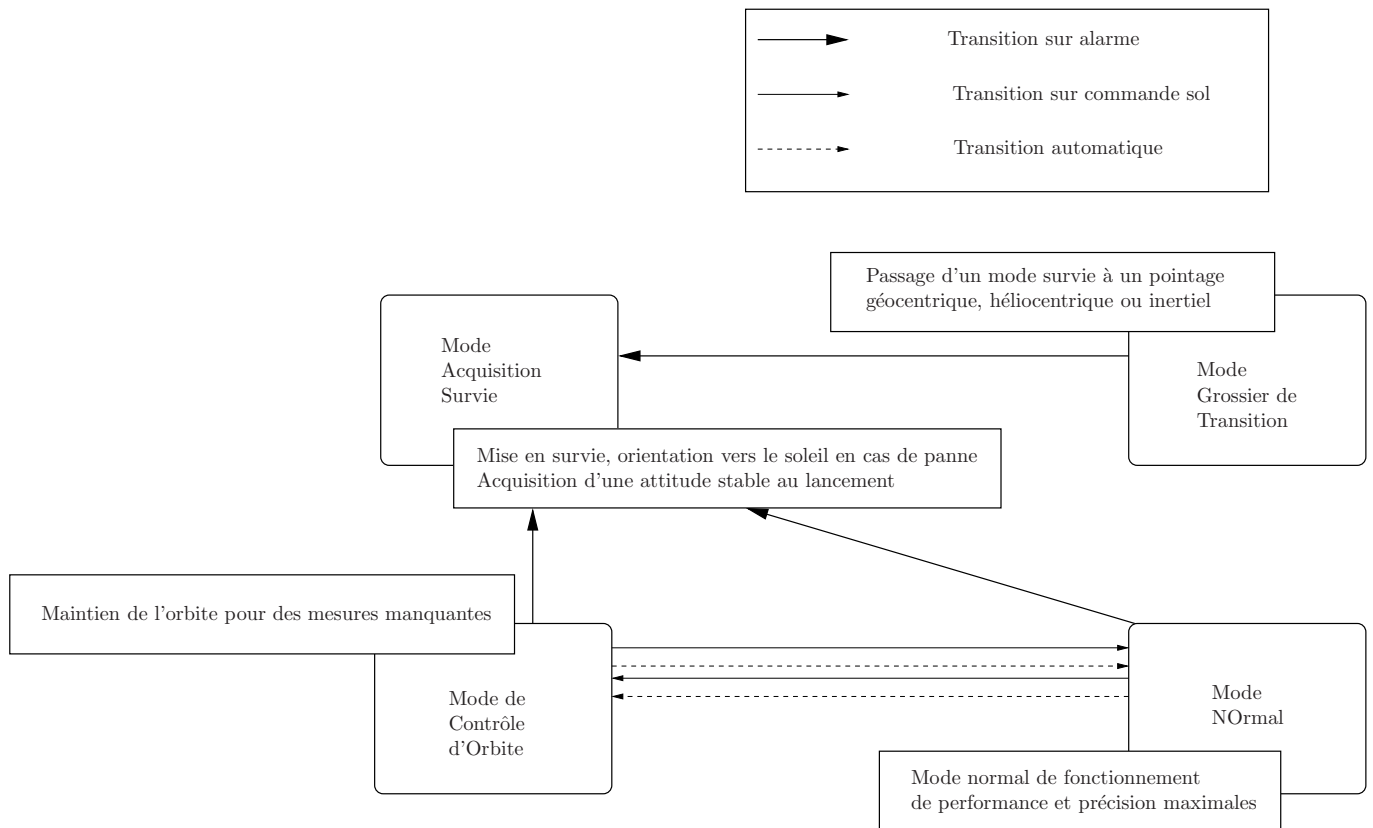 Transition sur alarme
Transition sur commande sol
Transition automatique
Passage d'un mode survie à un pointage
géocentrique, héliocentrique ou inertiel
Mode
Acquisition
Survie
Mode
Grossier de
Transition
Mise en survie, orientation vers le soleil en cas de panne
Acquisition d'une attitude stable au lancement
Maintien de l'orbite pour des mesures manquantes
Mode de
Contrôle
d'Orbite
Mode
NOrmal
Mode normal de fonctionnement
de performance et précision maximales